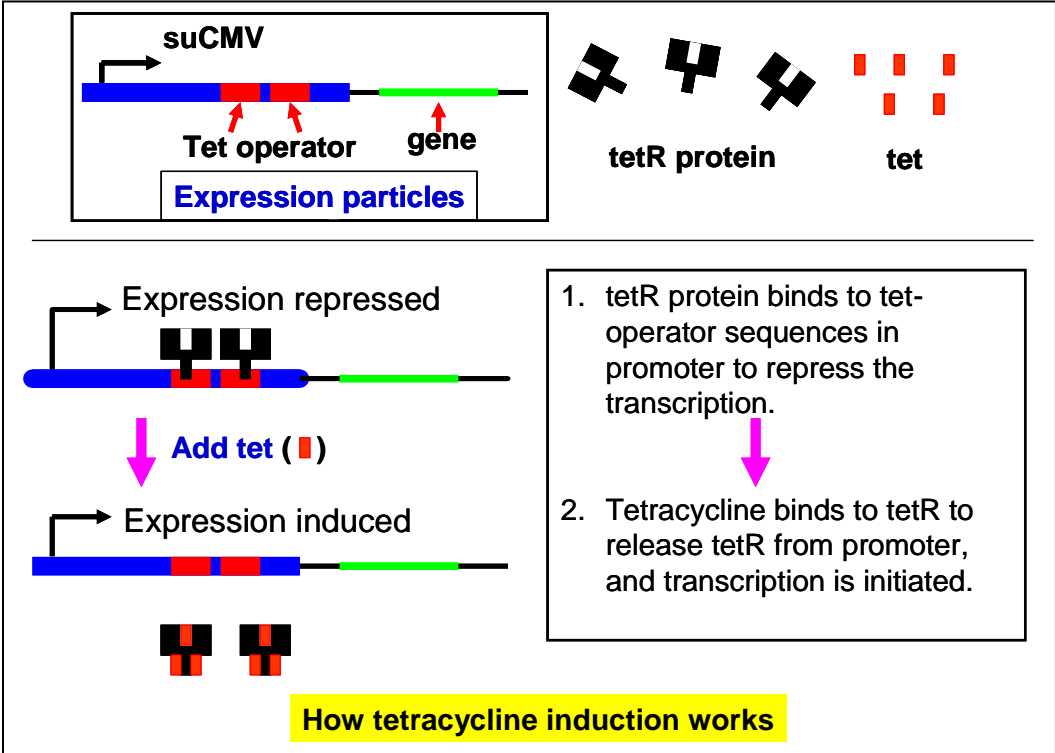 suCMV
Tet operator
gene
Expression particles
tetR protein
tet
Expression repressed
Add tet ( )
Expression induced
1. tetR protein binds to tet-
operator sequences in
promoter to repress the
transcription.
2. Tetracycline binds to tetR to
release tetR from promoter,
and transcription is initiated.
How tetracycline induction works